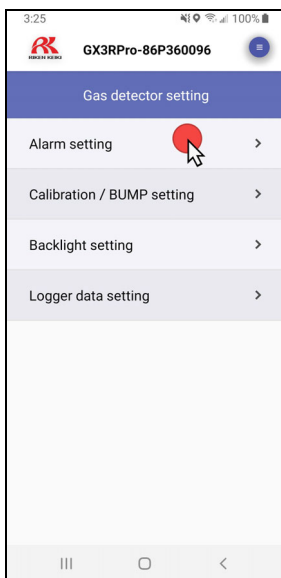 3:25
100%
RIKEN KEIKI
GX3RPro-86P360096
Gas detector setting
Alarm setting
Calibration / BUMP setting
Backlight setting
Logger data setting